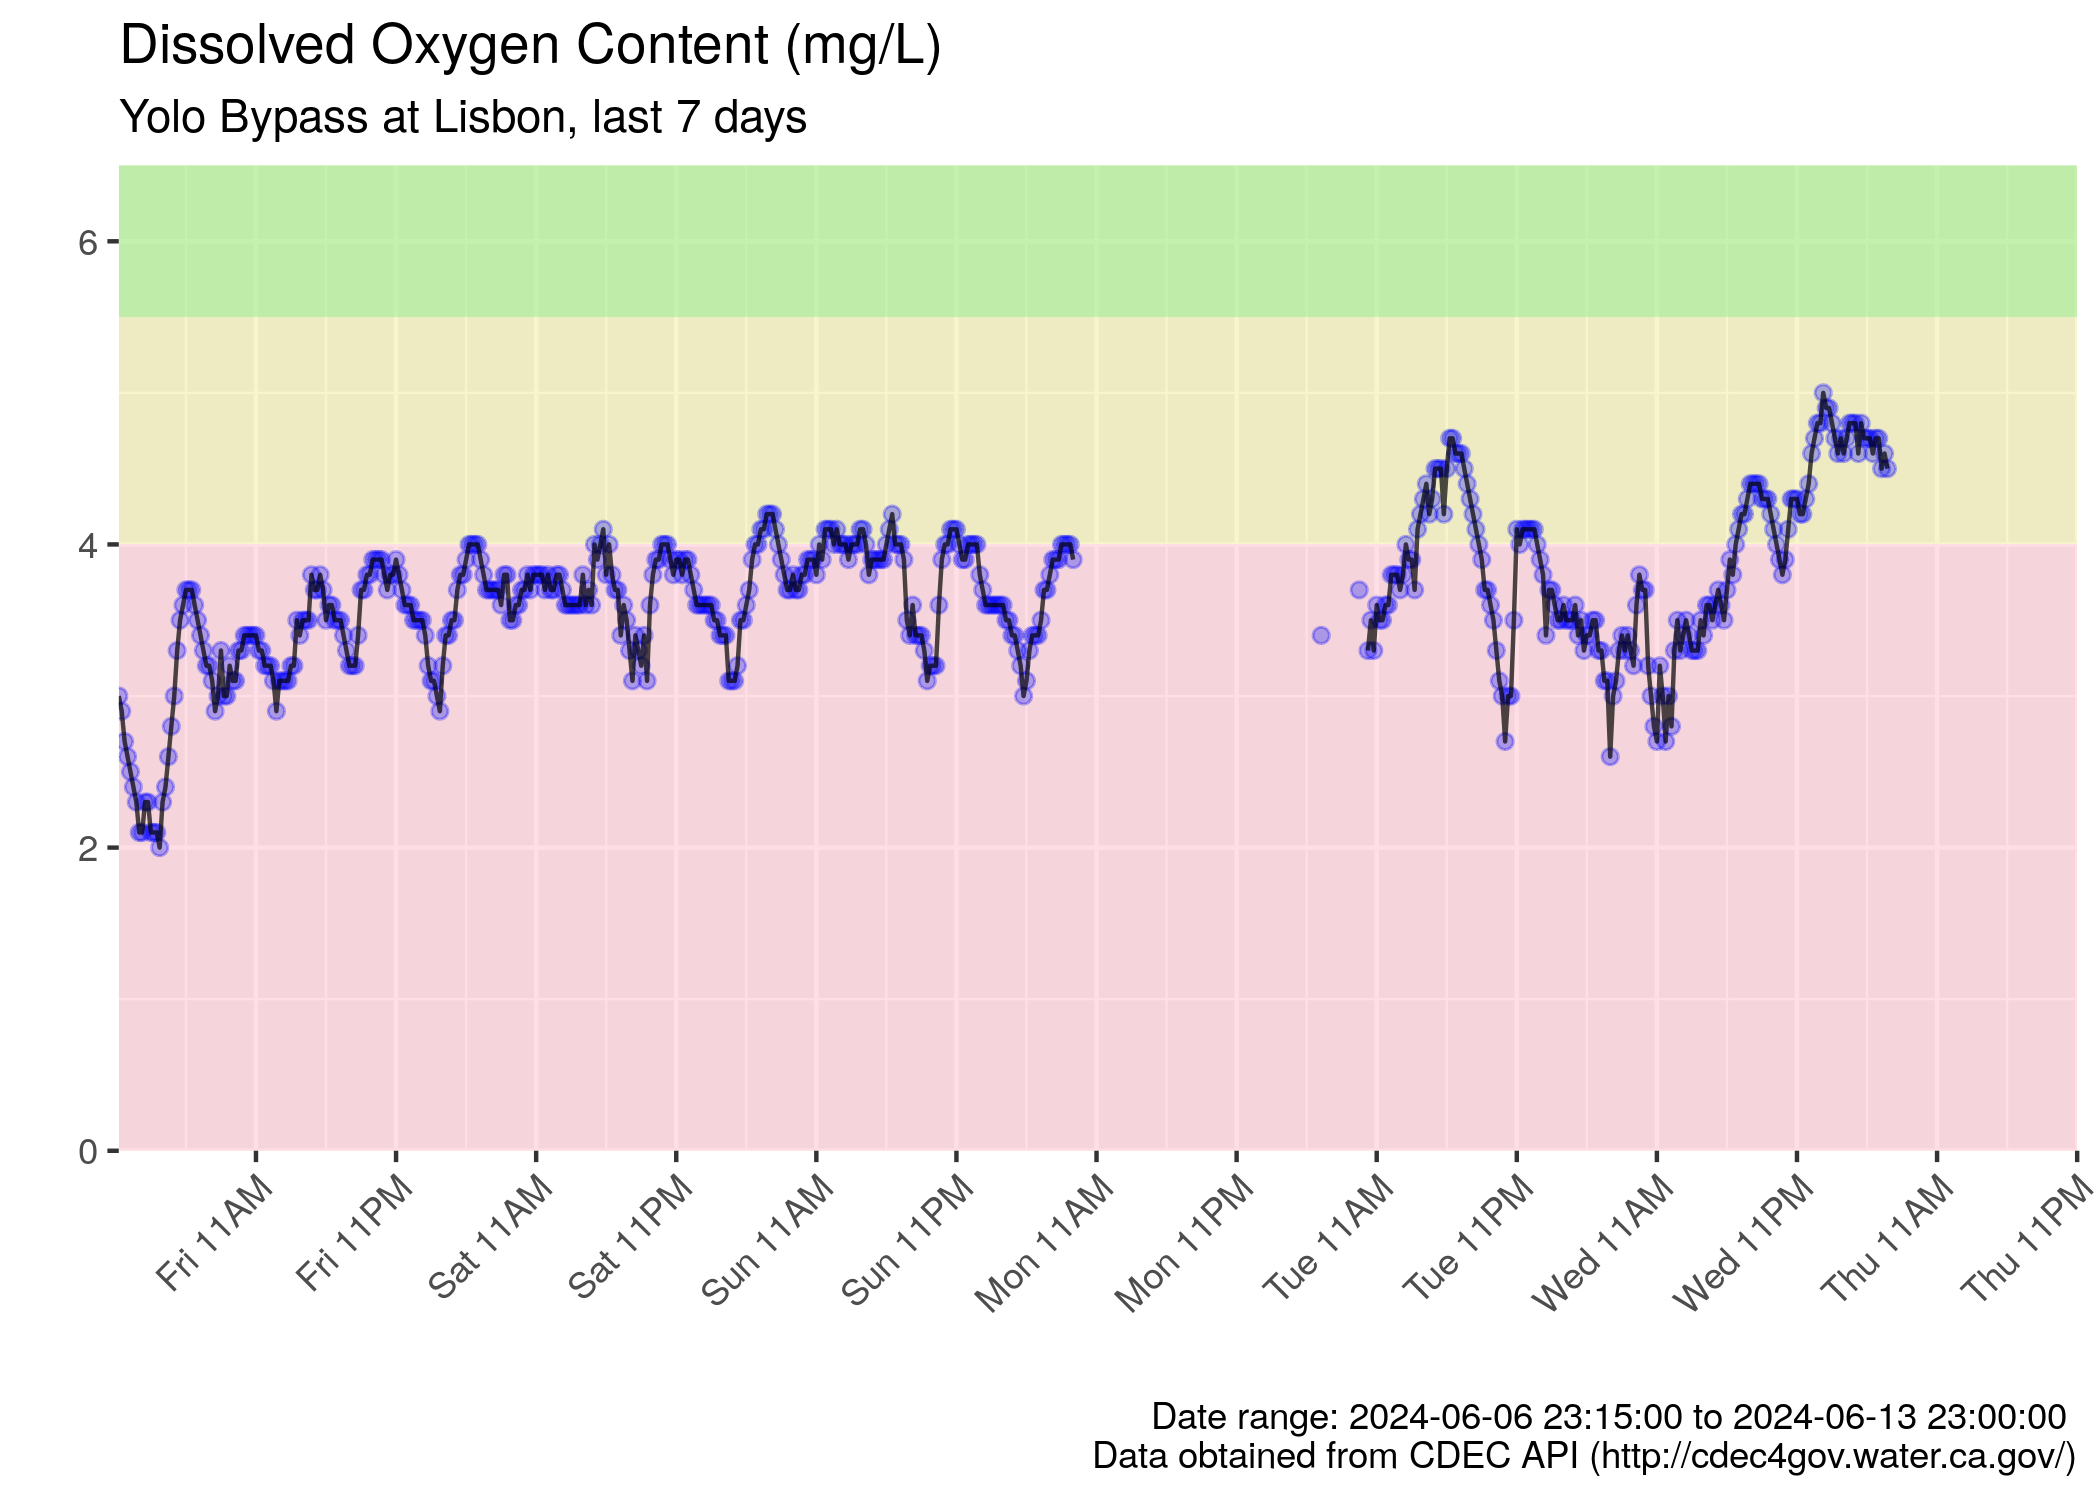 Dissolved Oxygen Content (mg/L)
Yolo Bypass at Lisbon, last 7 days
6
4
2
0
Fri 11AM
Fri 11PM
Sat 11AM
Sat 11PM
Sun 11AM
Sun 11PM
Mon 11AM
Mon 11PM
Tue 11AM
Tue 11PM
Wed 11AM
Wed 11PM
Thu 11AM
Thu 11PM
Date range: 2024-06-06 23:15:00 to 2024-06-13 23:00:00
Data obtained from CDEC API (http://cdec4gov.water.ca.gov/)